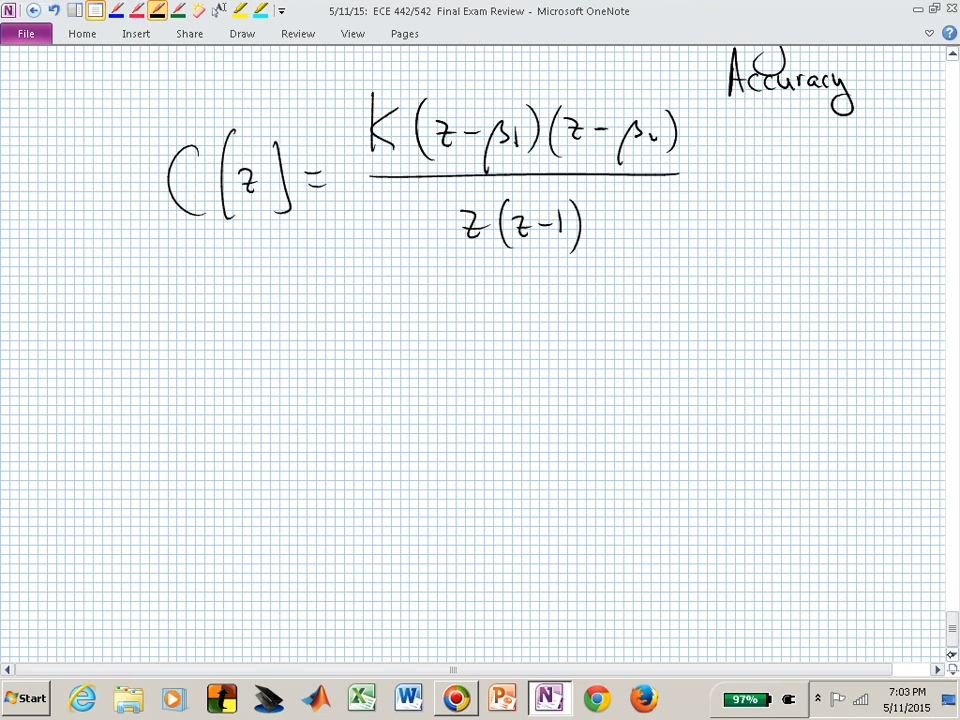 5/11/15: ECE 442/542 Final Exam Review - Microsoft OneNote
File Home Insert Share Draw Review View Pages
Accuracy
K(z-β₁)(z-β₂)
C(z) =
z(z-1)
Start
97%
7:03 PM
5/11/2015